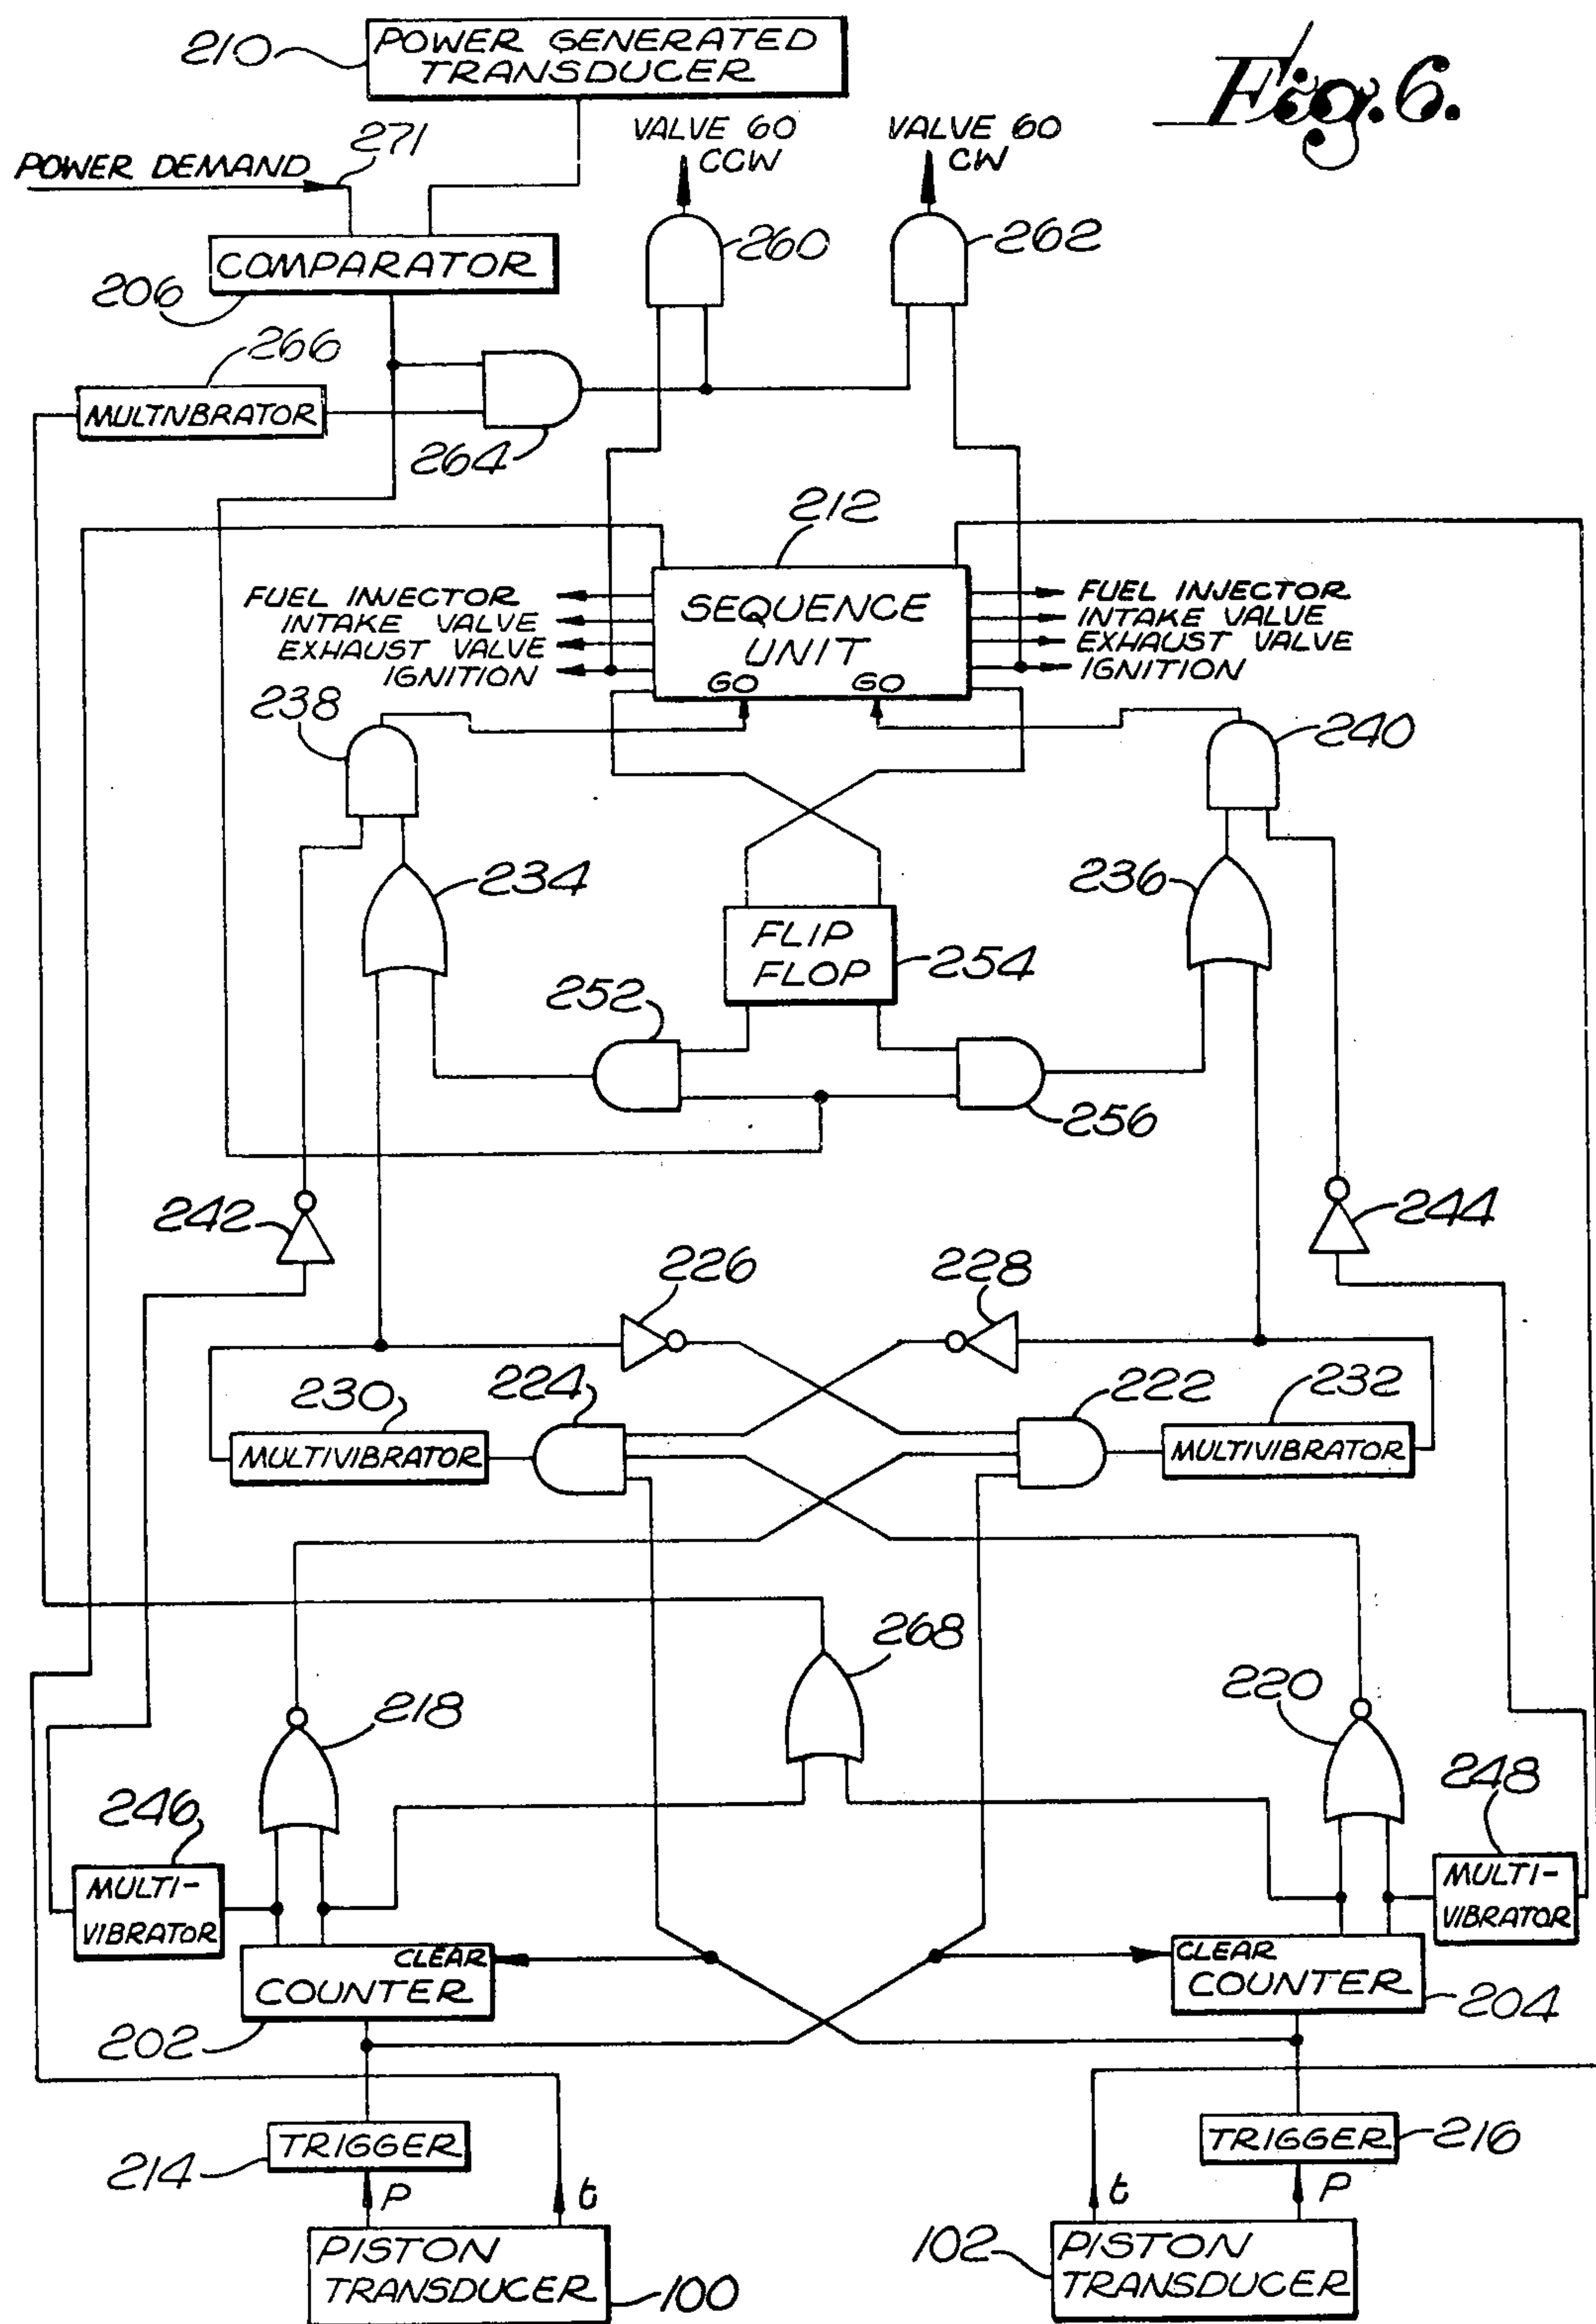 Fig. 6.
210
POWER GENERATED
TRANSDUCER
271
POWER DEMAND
VALVE 60
CCW
VALVE 60
CW
260
262
COMPARATOR
206
266
MULTIVIBRATOR
264
212
FUEL INJECTOR
INTAKE VALVE
EXHAUST VALVE
IGNITION
SEQUENCE
UNIT
GO
GO
FUEL INJECTOR
INTAKE VALVE
EXHAUST VALVE
IGNITION
238
240
234
236
FLIP
FLOP
254
252
256
242
244
226
228
224
222
230
232
MULTIVIBRATOR
MULTIVIBRATOR
268
218
220
246
248
MULTI-
VIBRATOR
MULTI-
VIBRATOR
CLEAR
COUNTER
CLEAR
COUNTER
202
204
TRIGGER
214
TRIGGER
216
P
t
t
P
PISTON
TRANSDUCER
100
102
PISTON
TRANSDUCER